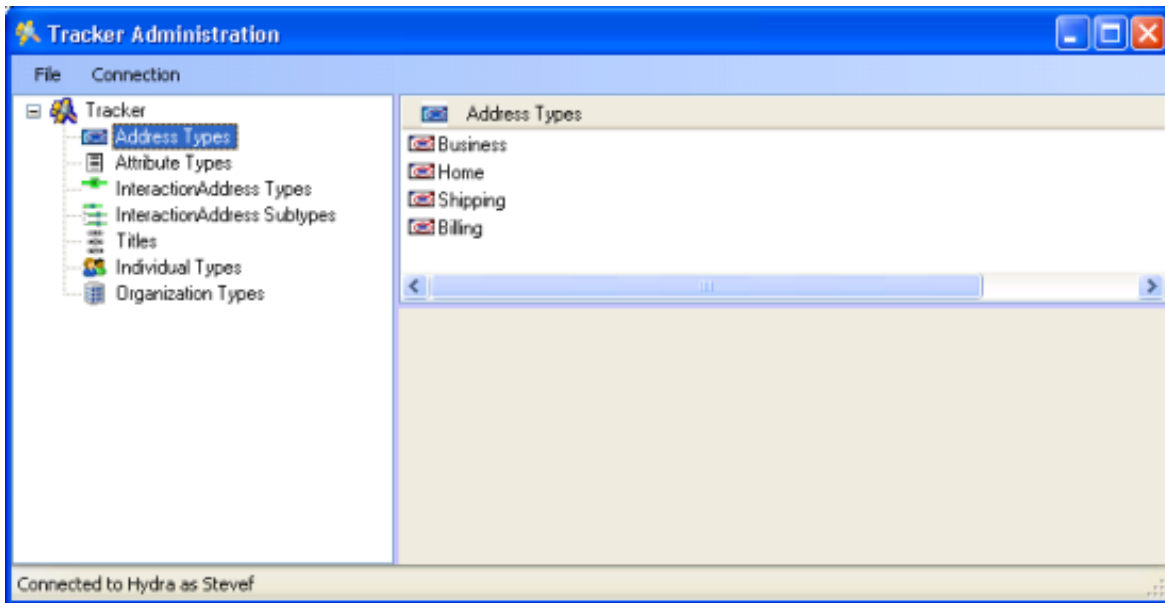 Tracker Administration
File Connection
Tracker
Address Types
Attribute Types
InteractionAddress Types
InteractionAddress Subtypes
Titles
Individual Types
Organization Types
Address Types
Business
Home
Shipping
Billing
Connected to Hydra as Stevef